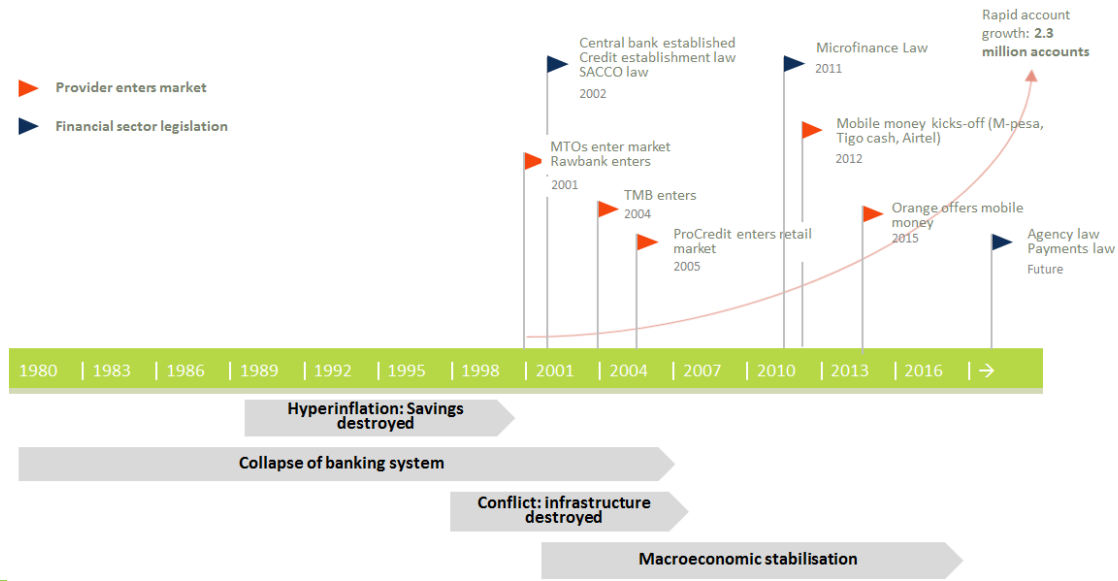 Rapid account
growth: 2.3
million accounts
Central bank established
Credit establishment law
SACCO law
2002
Microfinance Law
2011
Provider enters market
Financial sector legislation
Mobile money kicks-off (M-pesa,
Tigo cash, Airtel)
2012
MTOs enter market
Rawbank enters
2001
TMB enters
2004
Orange offers mobile
money
2015
ProCredit enters retail
market
2005
Agency law
Payments law
Future
1980 | 1983 | 1986 | 1989 | 1992 | 1995 | 1998 | 2001 | 2004 | 2007 | 2010 | 2013 | 2016 | →
Hyperinflation: Savings
destroyed
Collapse of banking system
Conflict: infrastructure
destroyed
Macroeconomic stabilisation